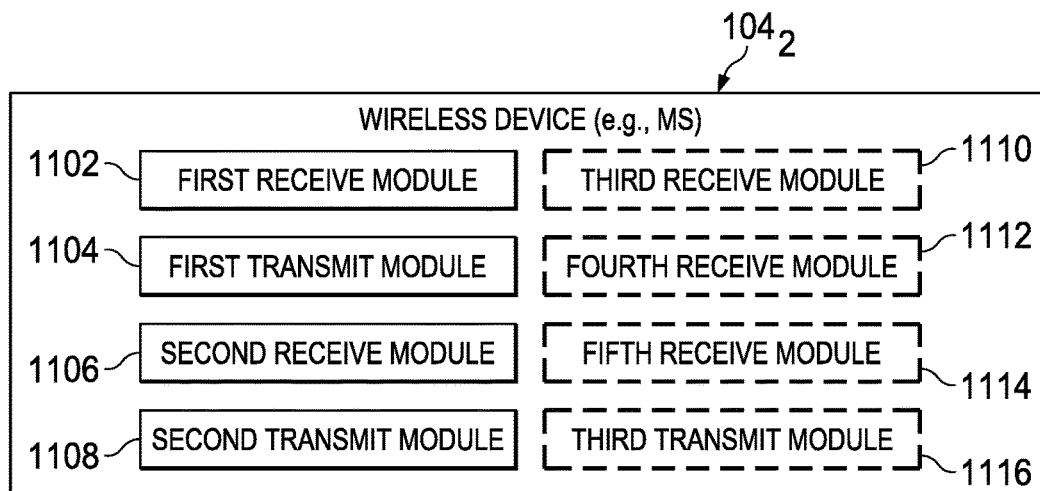 104₂
WIRELESS DEVICE (e.g., MS)
1102 FIRST RECEIVE MODULE THIRD RECEIVE MODULE 1110
1104 FIRST TRANSMIT MODULE FOURTH RECEIVE MODULE 1112
1106 SECOND RECEIVE MODULE FIFTH RECEIVE MODULE 1114
1108 SECOND TRANSMIT MODULE THIRD TRANSMIT MODULE 1116